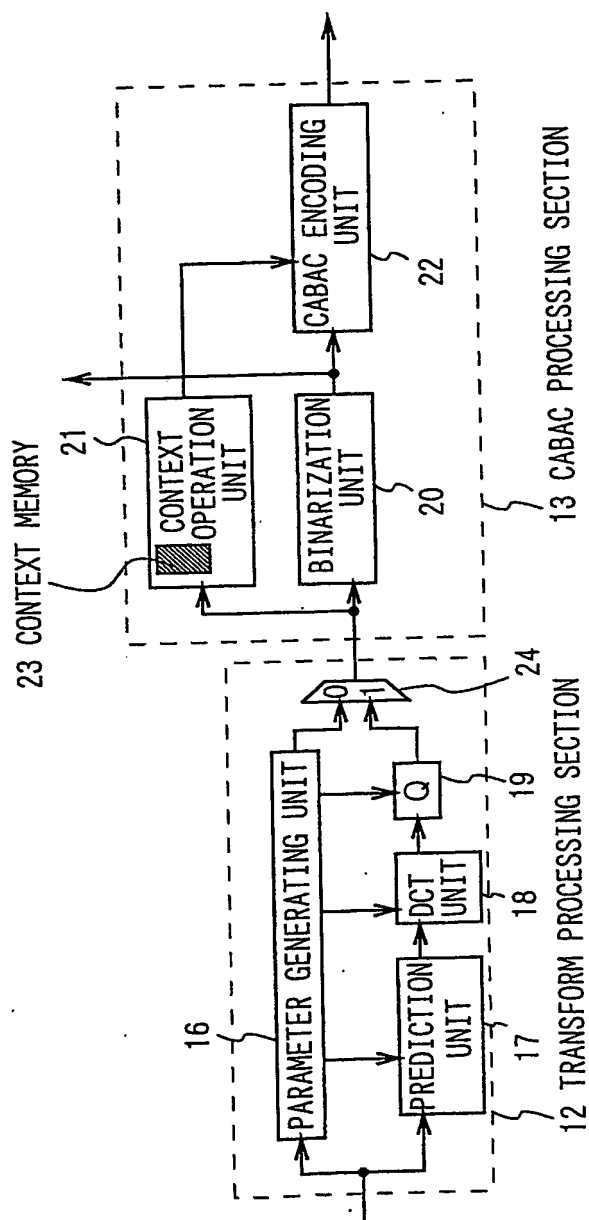 16
PARAMETER GENERATING UNIT
PREDICTION
UNIT
17
DCT
UNIT
18
Q
19
0
1
24
12 TRANSFORM PROCESSING SECTION
23 CONTEXT MEMORY
21
CONTEXT
OPERATION
UNIT
BINARIZATION
UNIT
20
CABAC ENCODING
UNIT
22
13 CABAC PROCESSING SECTION